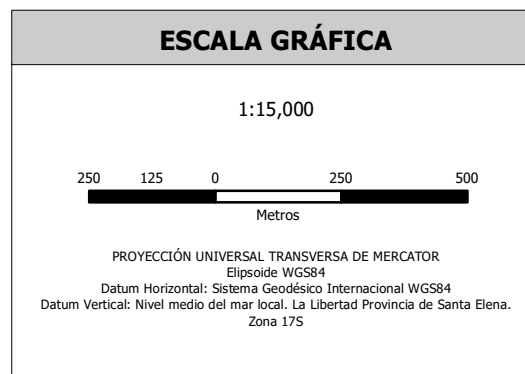 ESCALA GRÁFICA
1:15,000
250 125 0 250 500
Metros
PROYECCIÓN UNIVERSAL TRANSVERSA DE MERCATOR
Elipsoide WGS84
Datum Horizontal: Sistema Geodésico Internacional WGS84
Datum Vertical: Nivel medio del mar local. La Libertad Provincia de Santa Elena.
Zona 17S